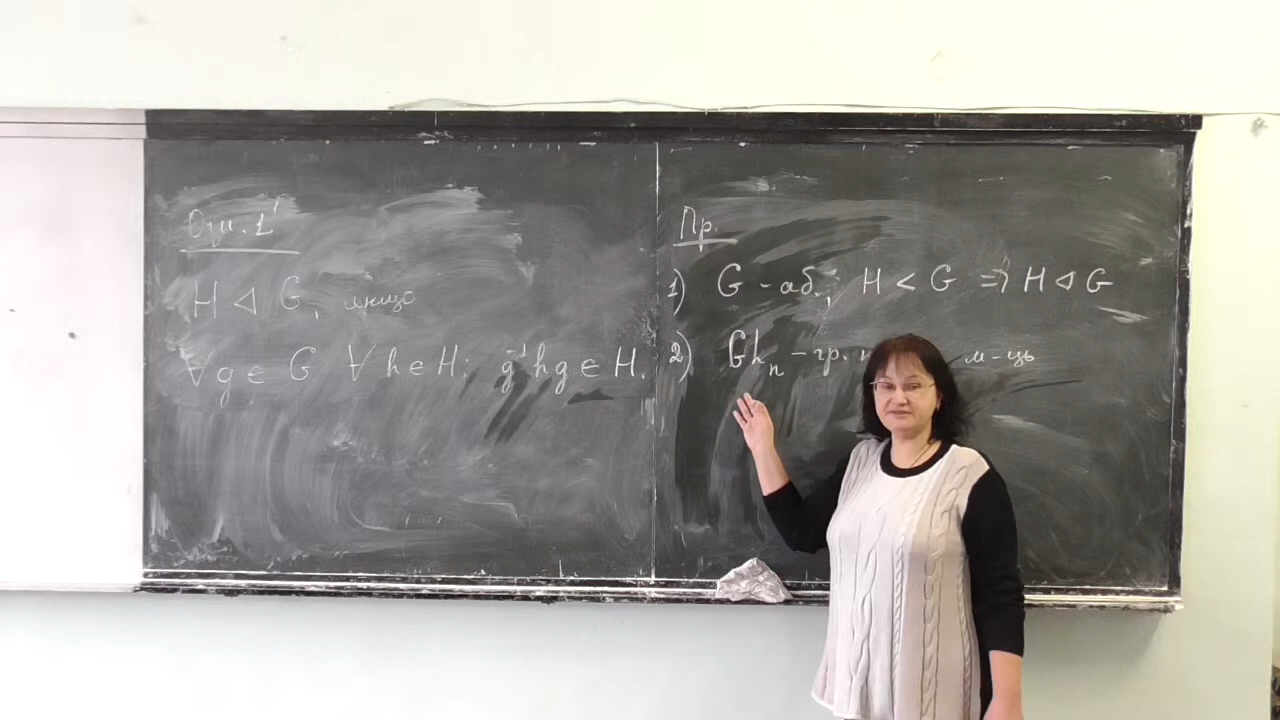 Озн. 1'
H ⊲ G, якщо
∀ g ∈ G ∀ h ∈ H: g⁻¹hg ∈ H.
Пр.
1) G - аб., H < G ⇒ H ⊲ G
2) GLₙ - гр. м-ць